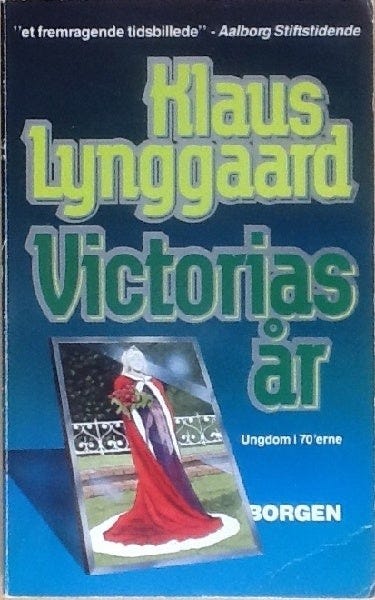 "et fremragende tidsbillede" - Aalborg Stiftstidende
Klaus
Lynggaard
Victorias
år
Ungdom i 70'erne
BORGEN